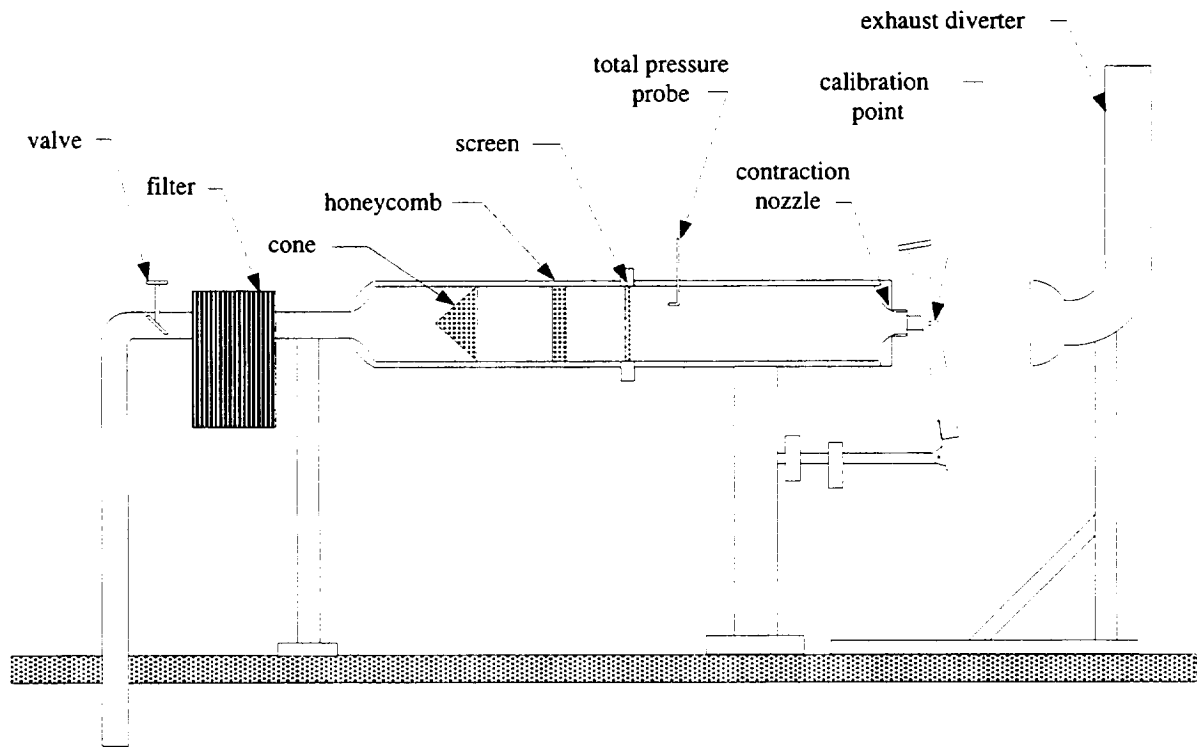 exhaust diverter
total pressure
probe
calibration
point
valve
screen
contraction
nozzle
filter
honeycomb
cone